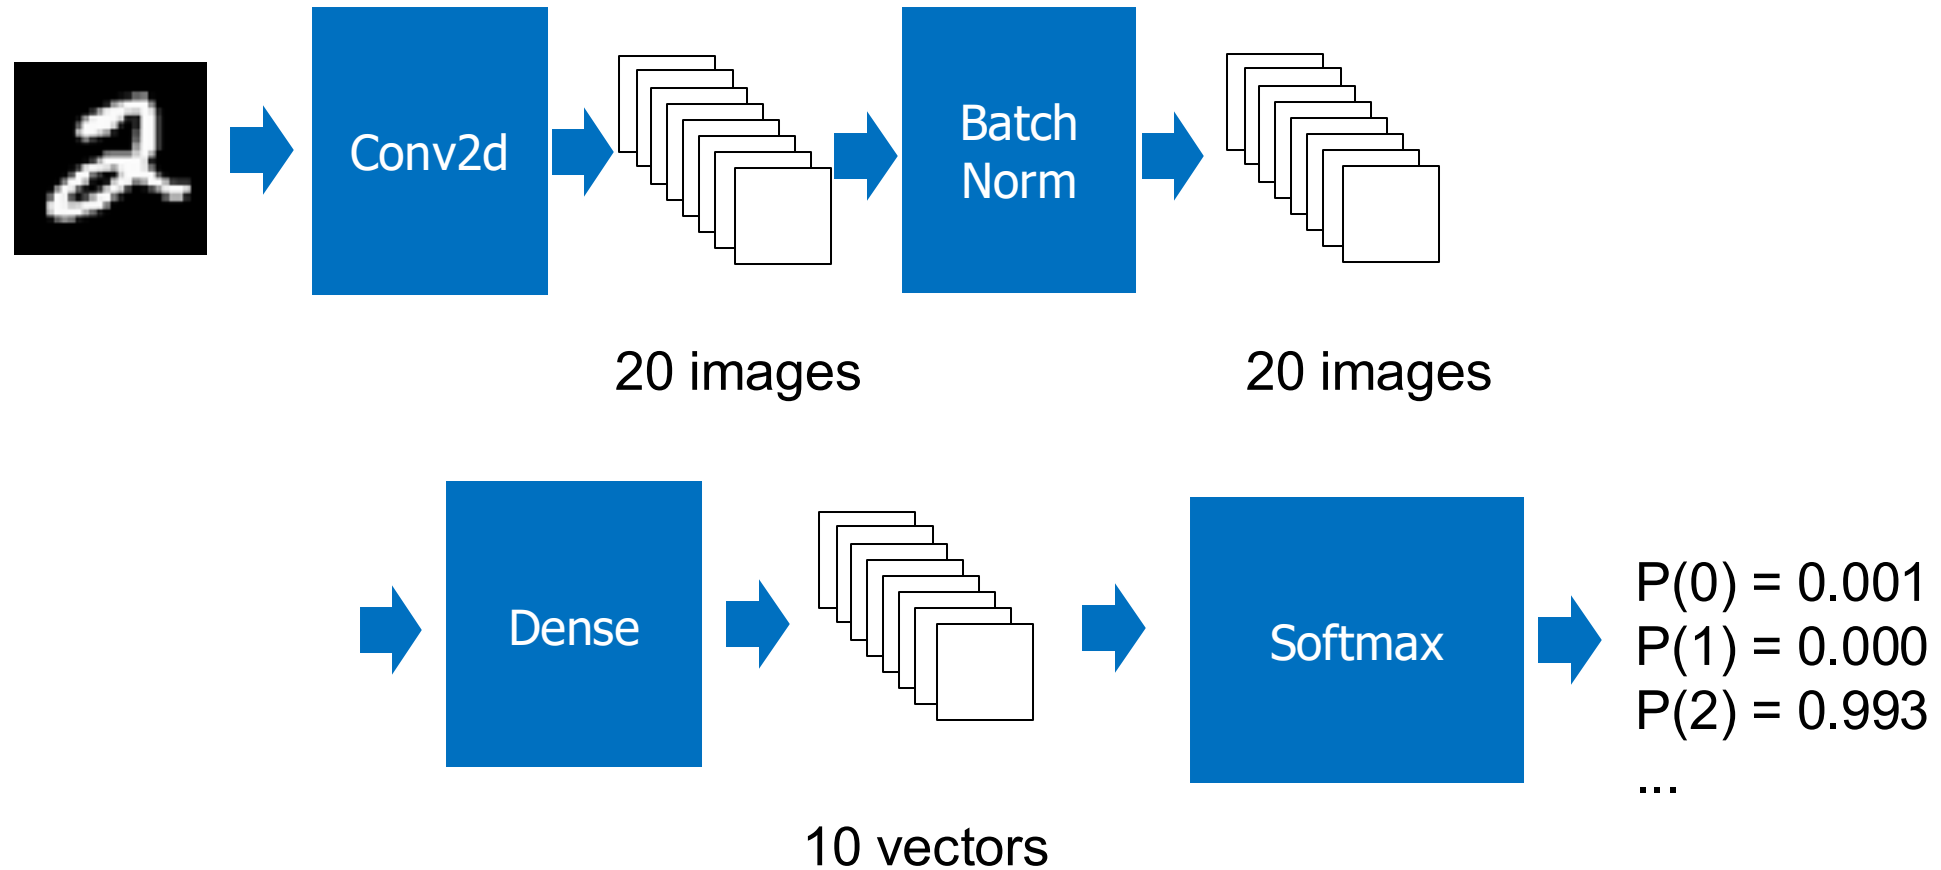 Conv2d
Batch
Norm
20 images
20 images
Dense
Softmax
P(0) = 0.001
P(1) = 0.000
P(2) = 0.993
...
10 vectors